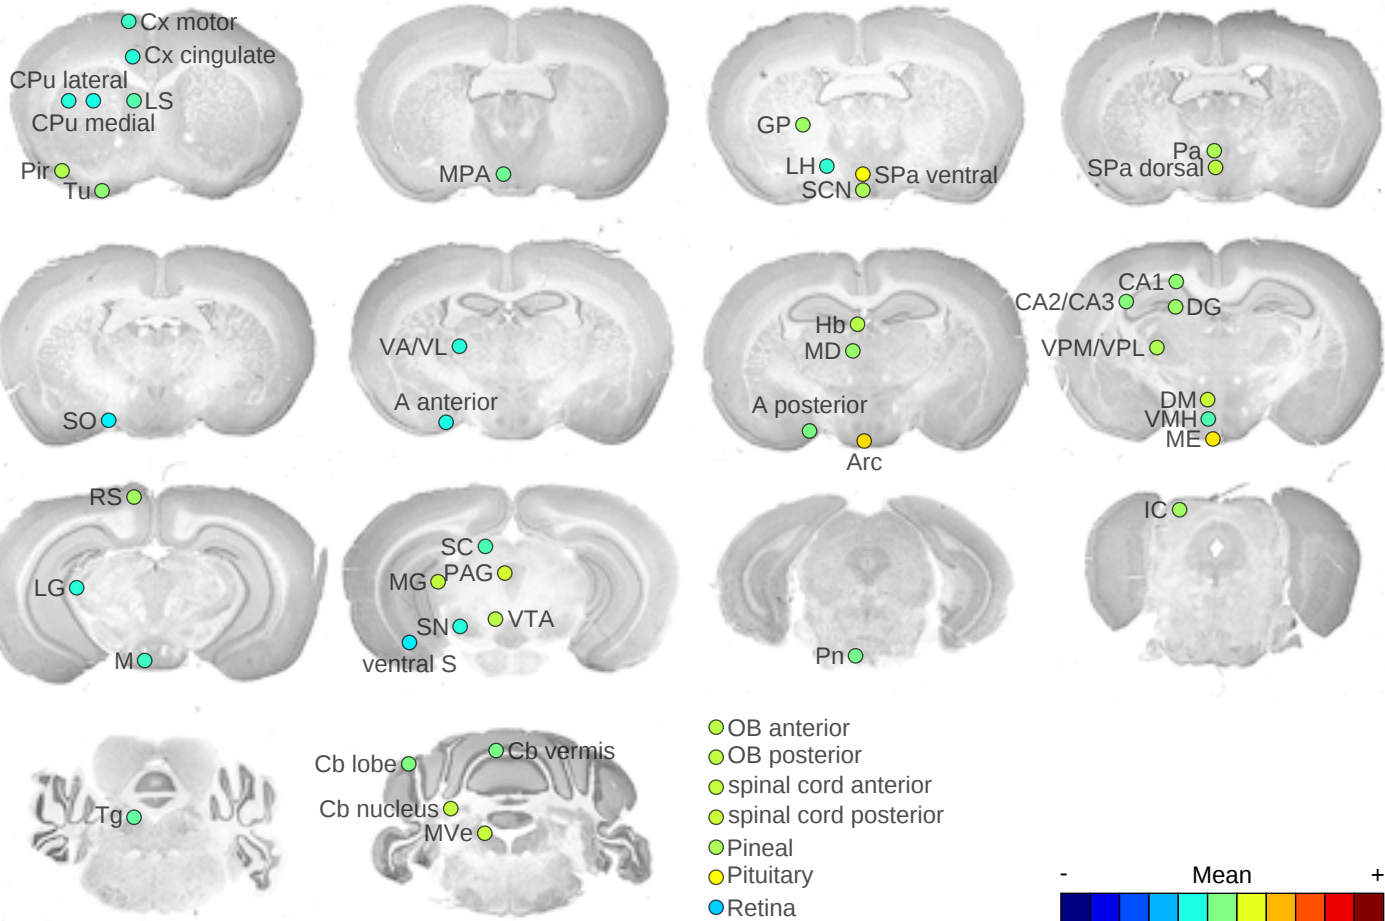 Cx motor
Cx cingulate
CPu lateral
LS
CPu medial
Pir
Tu
MPA
GP
LH
SPa ventral
SCN
Pa
SPa dorsal
SO
VA/VL
A anterior
Hb
MD
A posterior
Arc
CA1
CA2/CA3
DG
VPM/VPL
DM
VMH
ME
RS
LG
M
SC
MG
PAG
SN
VTA
ventral S
Pn
IC
Tg
Cb lobe
Cb vermis
Cb nucleus
MVe
OB anterior
OB posterior
spinal cord anterior
spinal cord posterior
Pineal
Pituitary
Retina
- Mean +